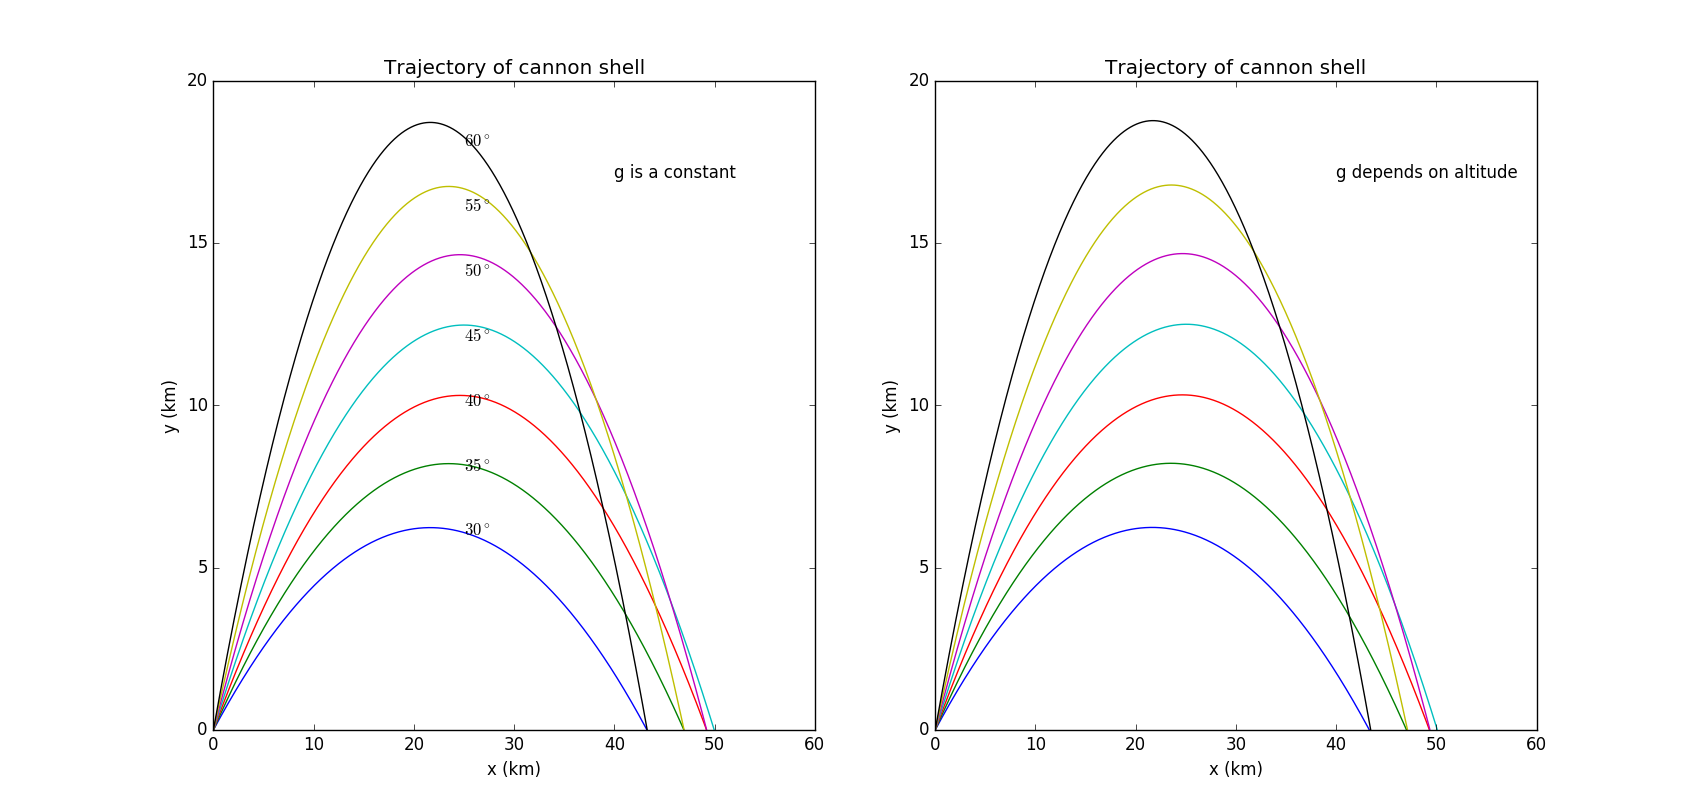 Trajectory of cannon shell
20
15
10
5
0
y (km)
60°
55°
50°
45°
40°
35°
30°
g is a constant
0 10 20 30 40 50 60
x (km)
Trajectory of cannon shell
20
15
10
5
0
y (km)
g depends on altitude
0 10 20 30 40 50 60
x (km)